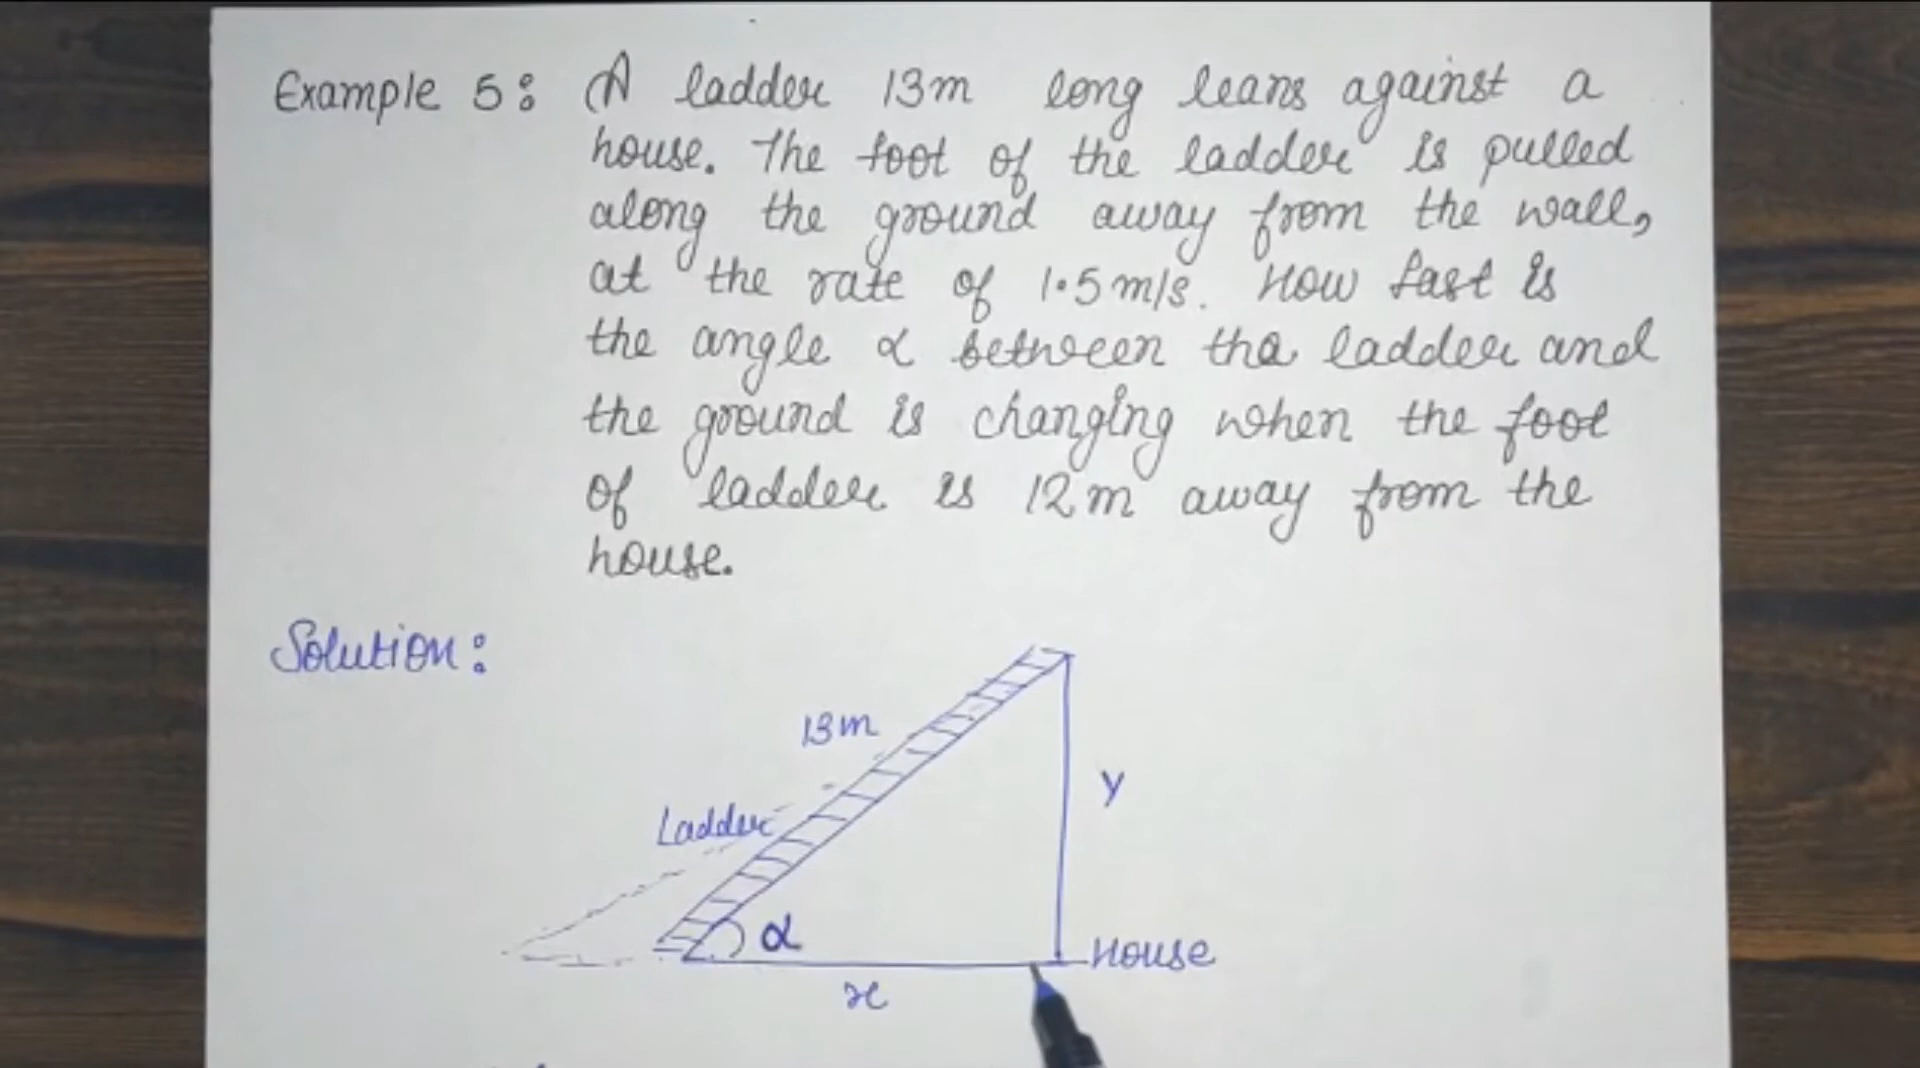 Example 5: A ladder 13m long leans against a
house. The foot of the ladder is pulled
along the ground away from the wall,
at the rate of 1.5 m/s. How fast is
the angle α between the ladder and
the ground is changing when the foot
of ladder is 12m away from the
house.
Solution:
13m
y
Ladder
α
House
x